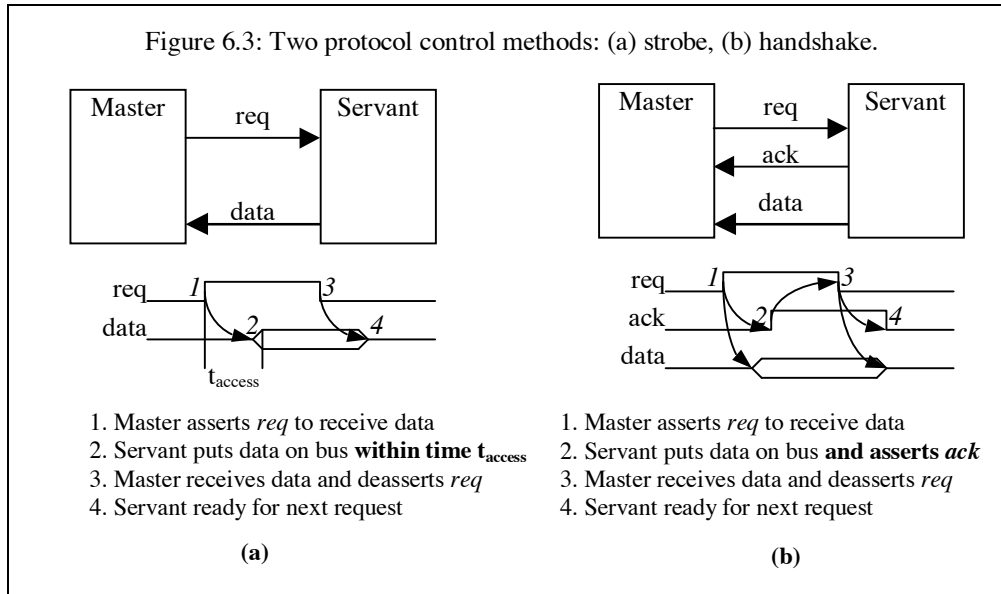 Figure 6.3: Two protocol control methods: (a) strobe, (b) handshake.
Master
Servant
req
data
req
1
3
data
2
4
taccess
1. Master asserts req to receive data
2. Servant puts data on bus within time taccess
3. Master receives data and deasserts req
4. Servant ready for next request
(a)
Master
Servant
req
ack
data
req
1
3
ack
2
4
data
1. Master asserts req to receive data
2. Servant puts data on bus and asserts ack
3. Master receives data and deasserts req
4. Servant ready for next request
(b)